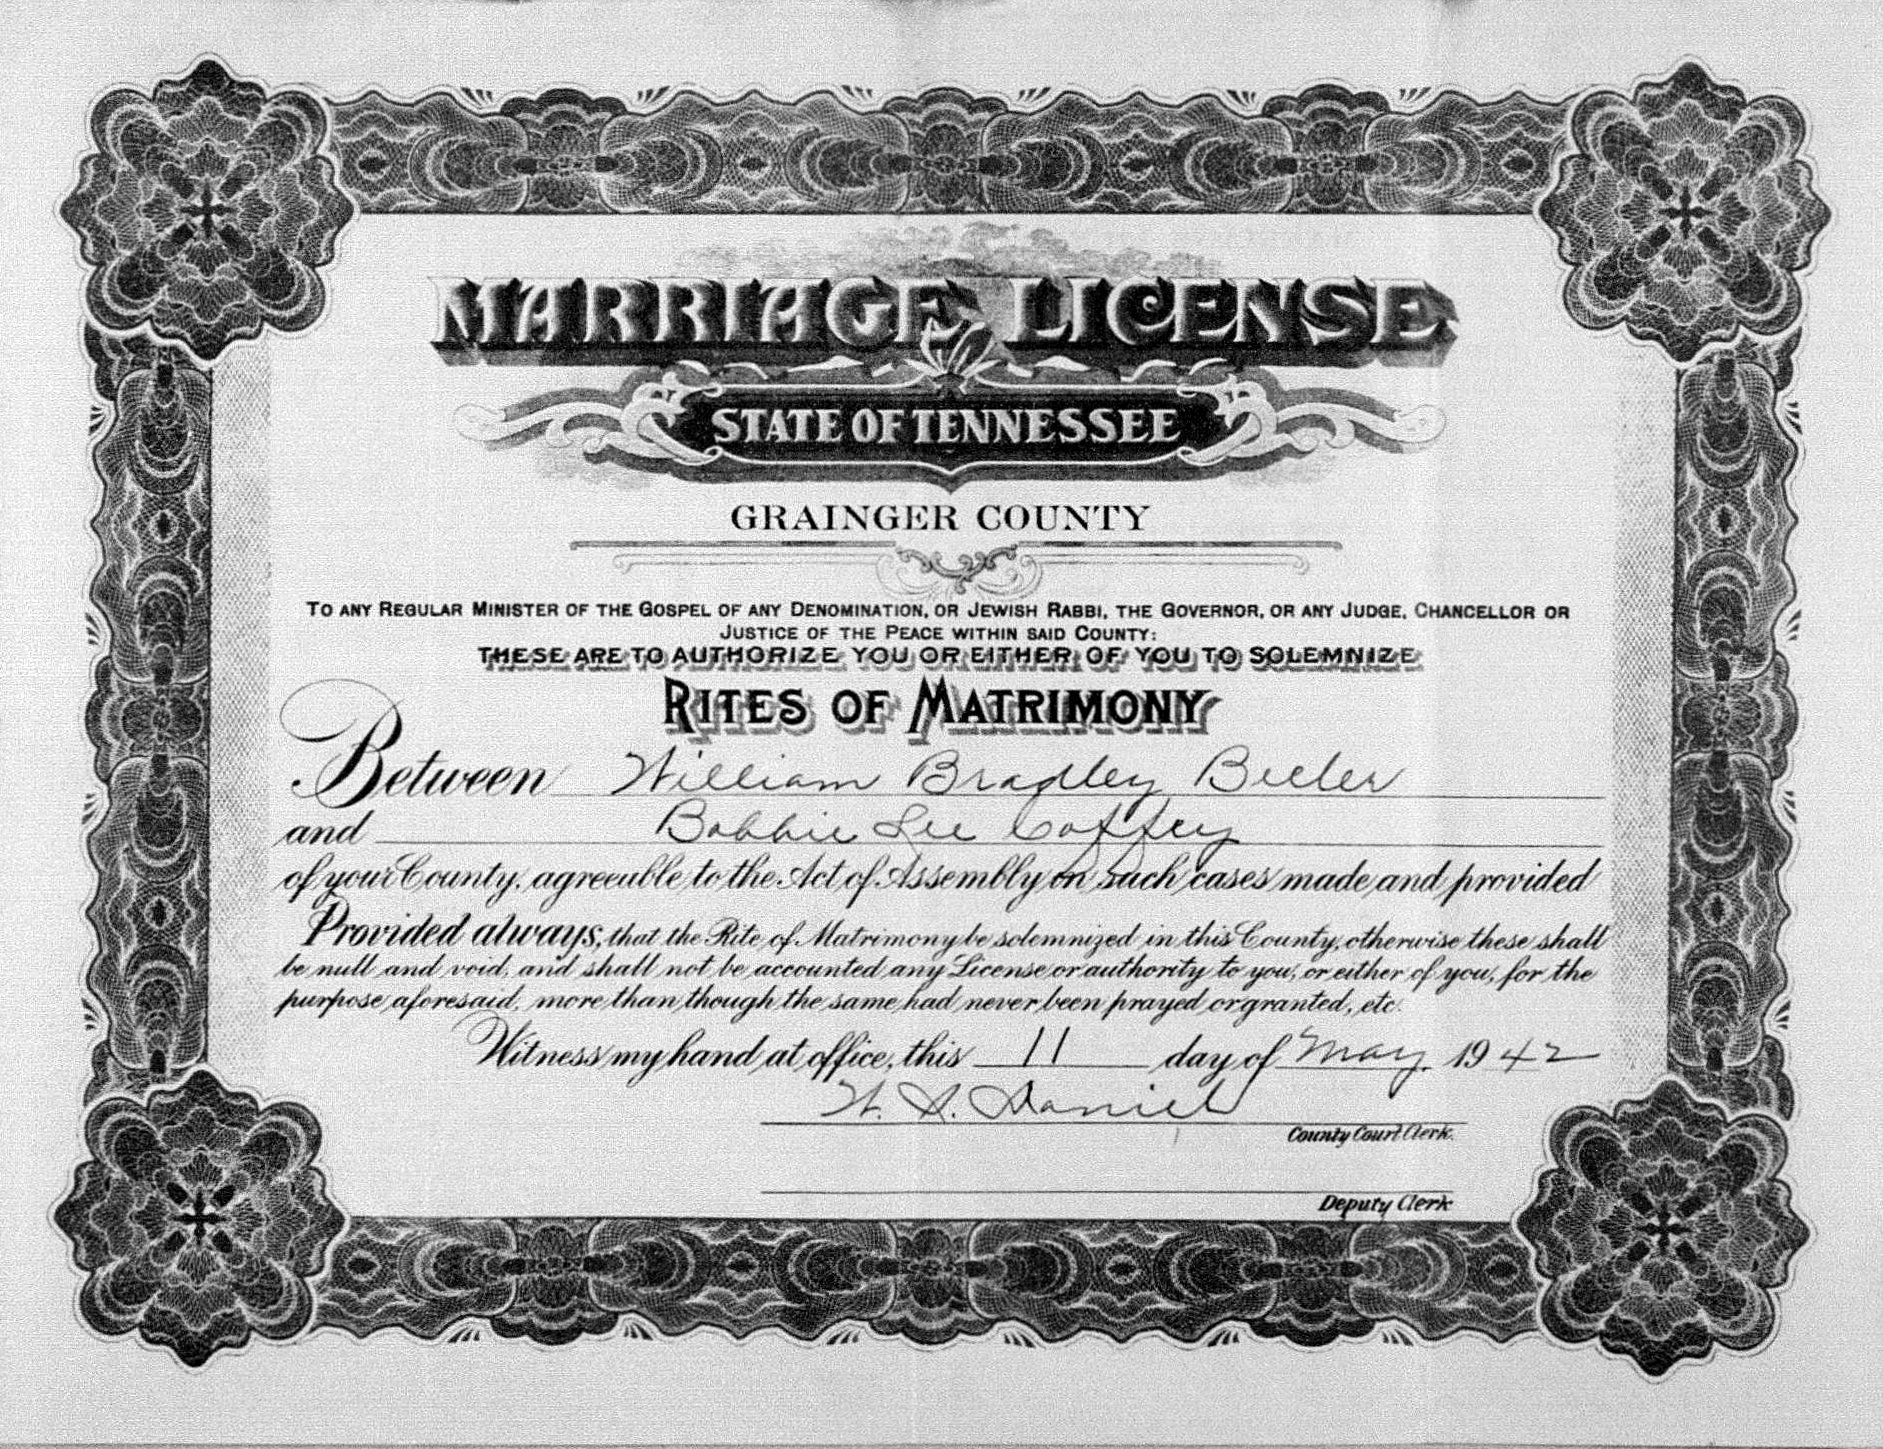 MARRIAGE LICENSE
STATE OF TENNESSEE
GRAINGER COUNTY
TO ANY REGULAR MINISTER OF THE GOSPEL OF ANY DENOMINATION, OR JEWISH RABBI, THE GOVERNOR, OR ANY JUDGE, CHANCELLOR OR
JUSTICE OF THE PEACE WITHIN SAID COUNTY:
THESE ARE TO AUTHORIZE YOU OR EITHER OF YOU TO SOLEMNIZE
RITES OF MATRIMONY
Between William Bradley Beeler
and Bobbie Lee Coffey
of your County, agreeable to the Act of Assembly in such cases made and provided
Provided always, that the Rite of Matrimony be solemnized in this County, otherwise these shall
be null and void, and shall not be accounted any License or authority to you, or either of you, for the
purpose aforesaid, more than though the same had never been prayed or granted, etc.
Witness my hand at office, this 11 day of May 1942
H. S. Daniel
County Court Clerk.
Deputy Clerk